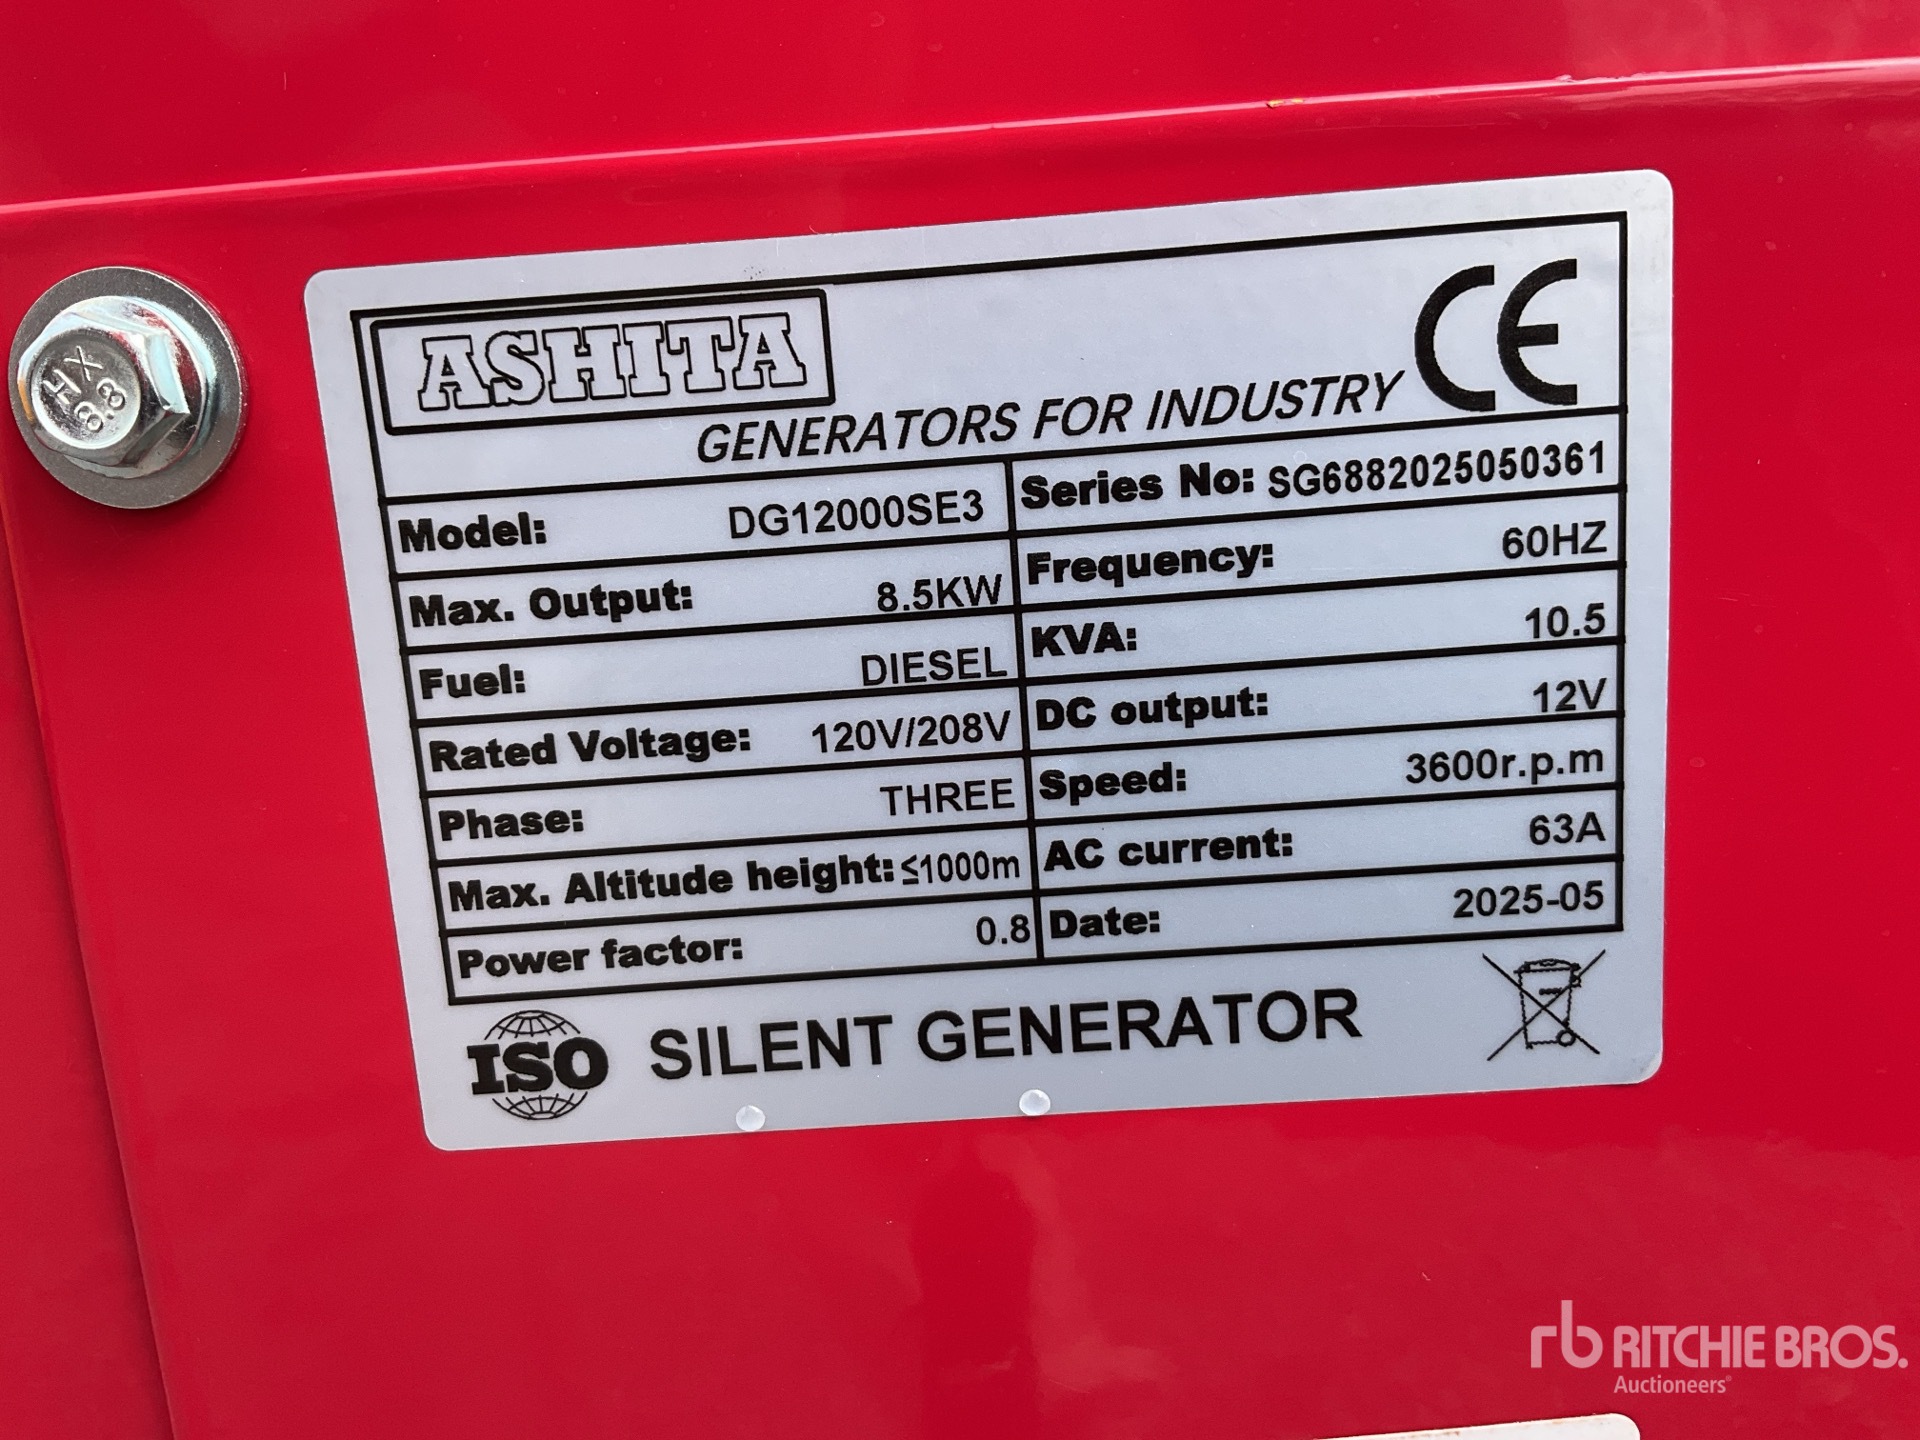 HX
8.8
ASHITA
GENERATORS FOR INDUSTRY
CE
Model: DG12000SE3
Series No: SG6882025050361
Max. Output: 8.5KW
Frequency: 60HZ
Fuel: DIESEL
KVA: 10.5
Rated Voltage: 120V/208V
DC output: 12V
Phase: THREE
Speed: 3600r.p.m
Max. Altitude height: ≤1000m
AC current: 63A
Power factor: 0.8
Date: 2025-05
ISO SILENT GENERATOR
rb RITCHIE BROS.
Auctioneers